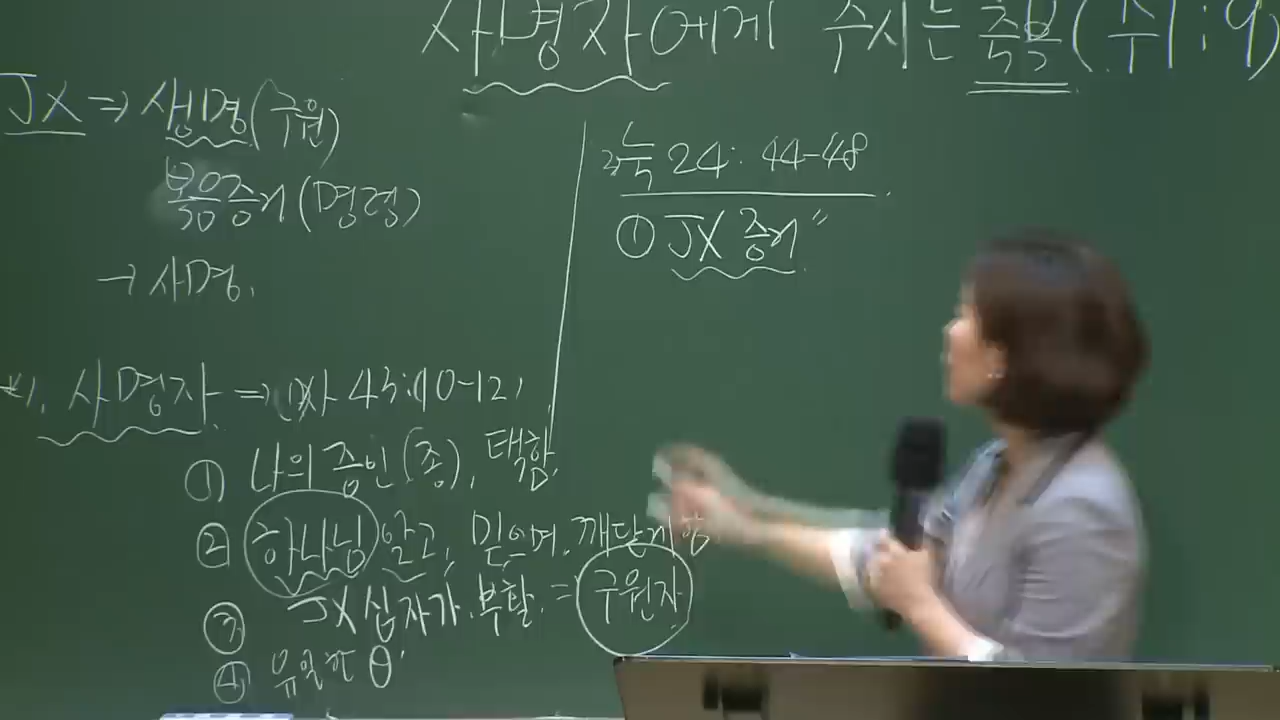 사명자에게 주시는 축복 (수 1:9)
JX ⇒ 생명 (구원)
복음증거 (명령)
→ 사명.
*1. 사명자 ⇒ (사 43:10-12)
① 나의 증인 (종), 택함
② 하나님 알고, 믿으며, 깨닫게 함
③ JX 십자가. 부활. ⇒ 구원자
④ 유일한 θ
눅 24: 44-48
① JX 증거"